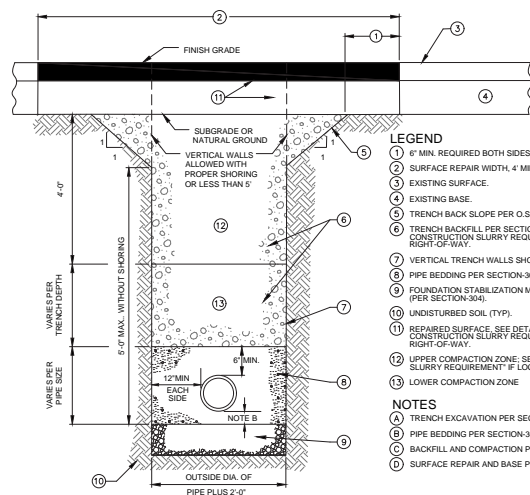 2
1
3
FINISH GRADE
11
4
SUBGRADE OR
NATURAL GROUND
1
1
1
1
VERTICAL WALLS
ALLOWED WITH
PROPER SHORING
OR LESS THAN 5'
5
4'-0"
12
6
5'-0" MAX. WITHOUT SHORING
VARIES PER
TRENCH DEPTH
13
7
VARIES PER
PIPE SIZE
6" MIN.
12"MIN
EACH
SIDE
8
NOTE B
9
10
OUTSIDE DIA. OF
PIPE PLUS 2'-0"
LEGEND
1 6" MIN. REQUIRED BOTH SIDES
2 SURFACE REPAIR WIDTH, 4' MI
3 EXISTING SURFACE.
4 EXISTING BASE.
5 TRENCH BACK SLOPE PER O.S
6 TRENCH BACKFILL PER SECTIO
CONSTRUCTION SLURRY REQU
RIGHT-OF-WAY.
7 VERTICAL TRENCH WALLS SHO
8 PIPE BEDDING PER SECTION-30
9 FOUNDATION STABILIZATION M
(PER SECTION-304).
10 UNDISTURBED SOIL (TYP).
11 REPAIRED SURFACE, SEE DETA
CONSTRUCTION SLURRY REQU
RIGHT-OF-WAY.
12 UPPER COMPACTION ZONE; SE
SLURRY REQUIREMENT" IF LOC
13 LOWER COMPACTION ZONE
NOTES
A TRENCH EXCAVATION PER SEC
B PIPE BEDDING PER SECTION-3
C BACKFILL AND COMPACTION P
D SURFACE REPAIR AND BASE P